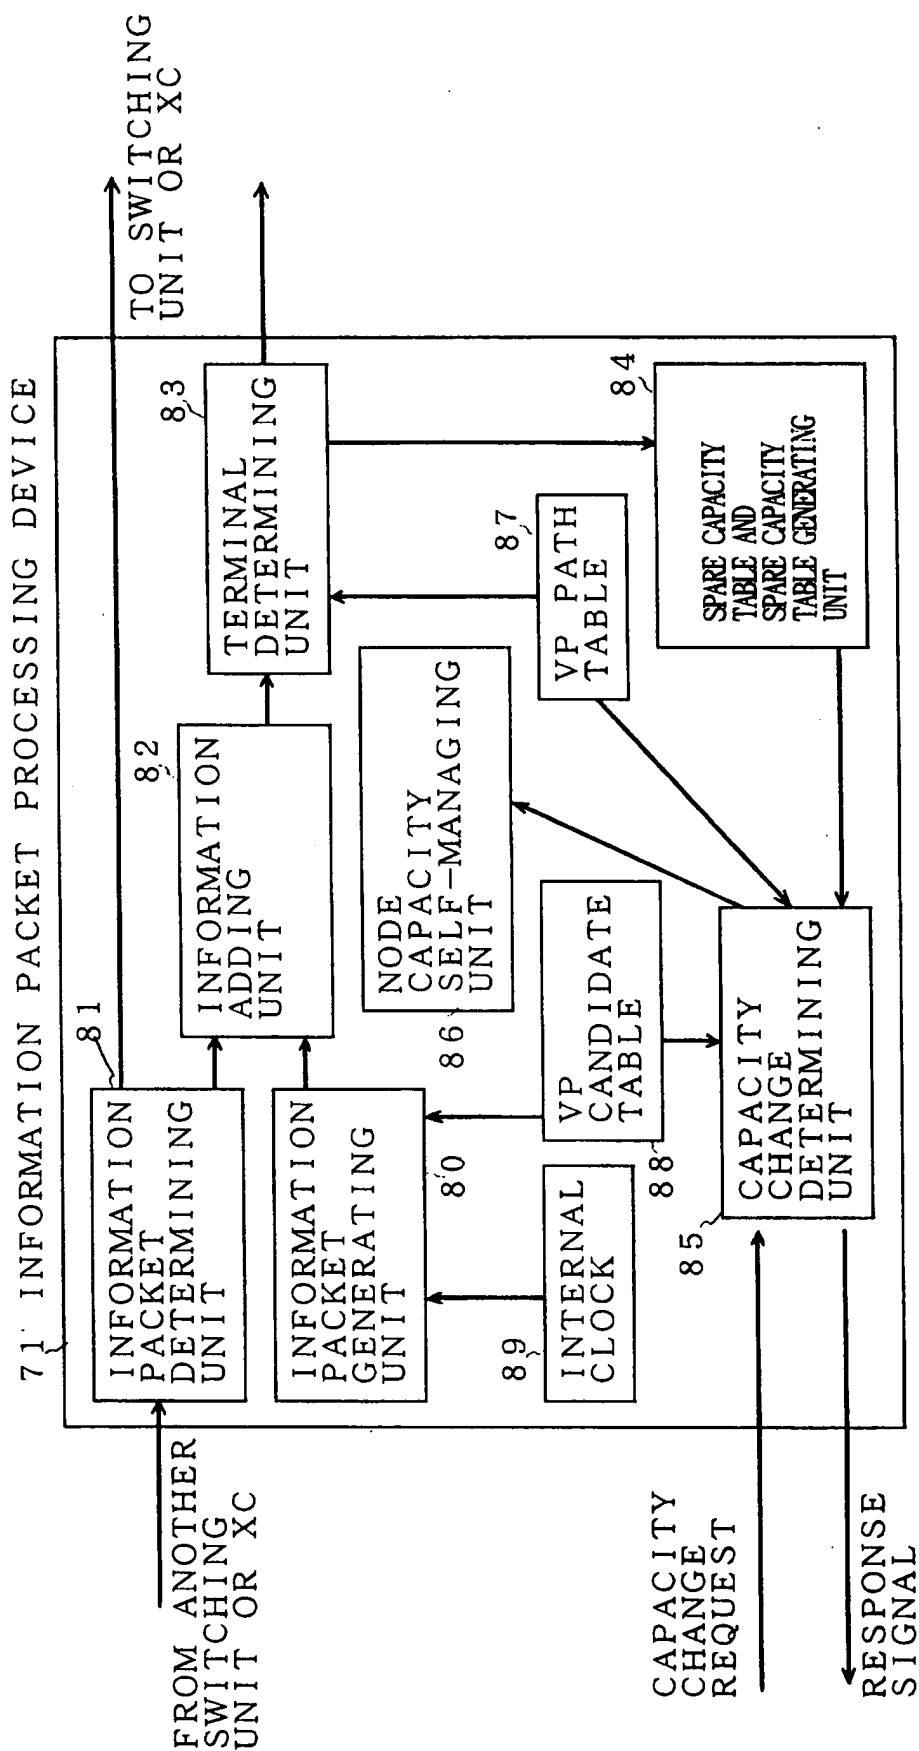 71 INFORMATION PACKET PROCESSING DEVICE
FROM ANOTHER
SWITCHING
UNIT OR XC
81
INFORMATION
PACKET
DETERMINING
UNIT
TO SWITCHING
UNIT OR XC
82
INFORMATION
ADDING
UNIT
83
TERMINAL
DETERMINING
UNIT
INFORMATION
PACKET
GENERATING
UNIT
80
86
NODE
CAPACITY
SELF-MANAGING
UNIT
89
INTERNAL
CLOCK
88
VP
CANDIDATE
TABLE
87
VP PATH
TABLE
84
SPARE CAPACITY
TABLE AND
SPARE CAPACITY
TABLE GENERATING
UNIT
85
CAPACITY
CHANGE
DETERMINING
UNIT
CAPACITY
CHANGE
REQUEST
RESPONSE
SIGNAL